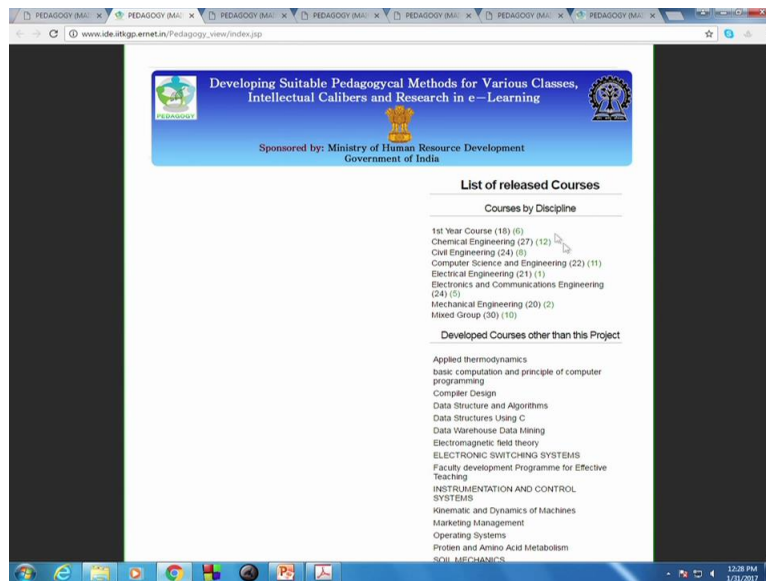 PEDAGOGY (MA
PEDAGOGY (MA
PEDAGOGY (MA
PEDAGOGY (MA
PEDAGOGY (MA
PEDAGOGY (MA
PEDAGOGY (MA
www.ide.iitkgp.ernet.in/Pedagogy_view/index.jsp
Developing Suitable Pedagogycal Methods for Various Classes,
Intellectual Calibers and Research in e-Learning
PEDAGOGY
Sponsored by: Ministry of Human Resource Development
Government of India
List of released Courses
Courses by Discipline
1st Year Course (18) (6)
Chemical Engineering (27) (12)
Civil Engineering (24) (8)
Computer Science and Engineering (22) (11)
Electrical Engineering (21) (1)
Electronics and Communications Engineering
(24) (5)
Mechanical Engineering (20) (2)
Mixed Group (30) (10)
Developed Courses other than this Project
Applied thermodynamics
basic computation and principle of computer
programming
Compiler Design
Data Structure and Algorithms
Data Structures Using C
Data Warehouse Data Mining
Electromagnetic field theory
ELECTRONIC SWITCHING SYSTEMS
Faculty development Programme for Effective
Teaching
INSTRUMENTATION AND CONTROL
SYSTEMS
Kinematic and Dynamics of Machines
Marketing Management
Operating Systems
Protien and Amino Acid Metabolism
SOIL MECHANICS
12:28 PM
1/31/2017